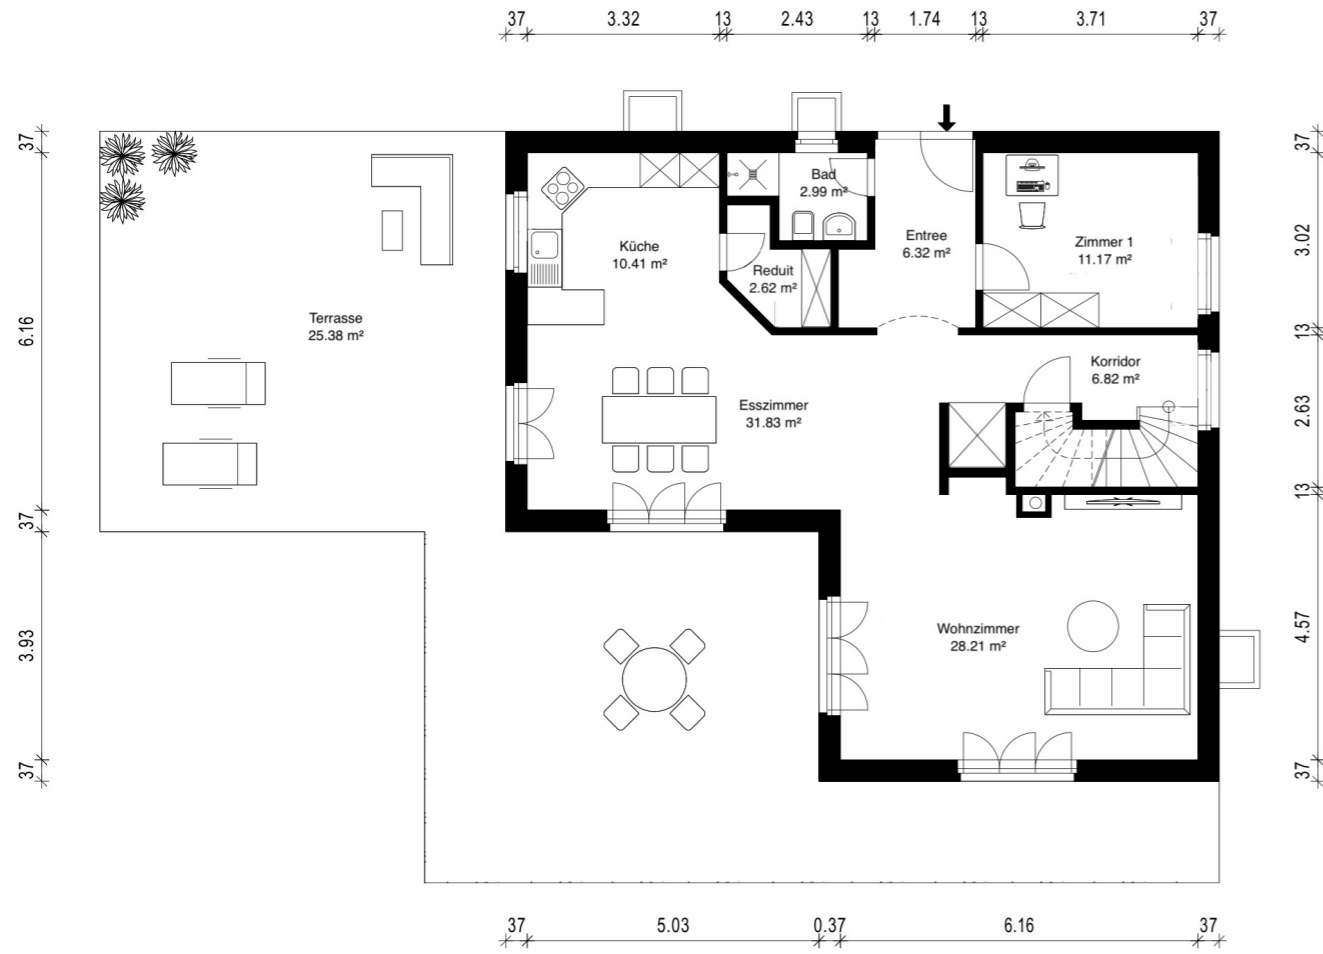 37 3.32 13 2.43 13 1.74 13 3.71 37
37
6.16
37
3.93
37
Terrasse
25.38 m²
Küche
10.41 m²
Bad
2.99 m²
Reduit
2.62 m²
Entree
6.32 m²
Zimmer 1
11.17 m²
Korridor
6.82 m²
Esszimmer
31.83 m²
Wohnzimmer
28.21 m²
37
3.02
13
2.63
13
4.57
37
37 5.03 0.37 6.16 37